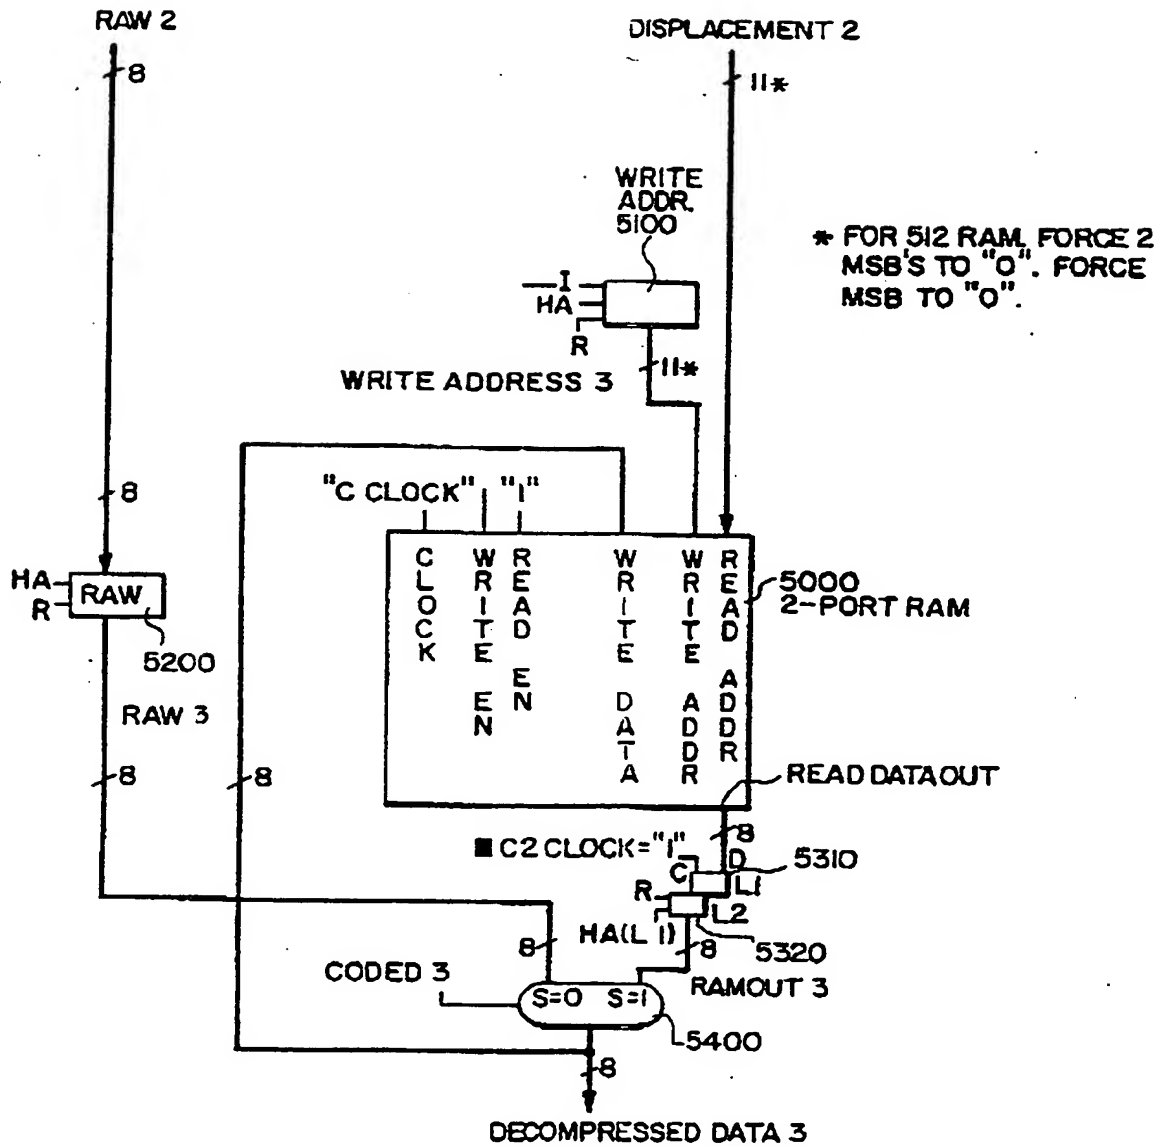 RAW 2
DISPLACEMENT 2
8
11*
WRITE
ADDR.
5100
* FOR 512 RAM. FORCE 2
MSB'S TO "O". FORCE
MSB TO "O".
I
HA
R
11*
WRITE ADDRESS 3
8
"C CLOCK"
"1"
CLOCK
WRITE EN
READ EN
WRITE DATA
WRITE ADDR
READ ADDR
5000
2-PORT RAM
HA
R
RAW
5200
RAW 3
8
8
READ DATA OUT
8
■ C2 CLOCK="1"
C
D
5310
L1
R
L2
HA(L 1)
5320
8
8
RAMOUT 3
CODED 3
S=0
S=1
5400
8
DECOMPRESSED DATA 3